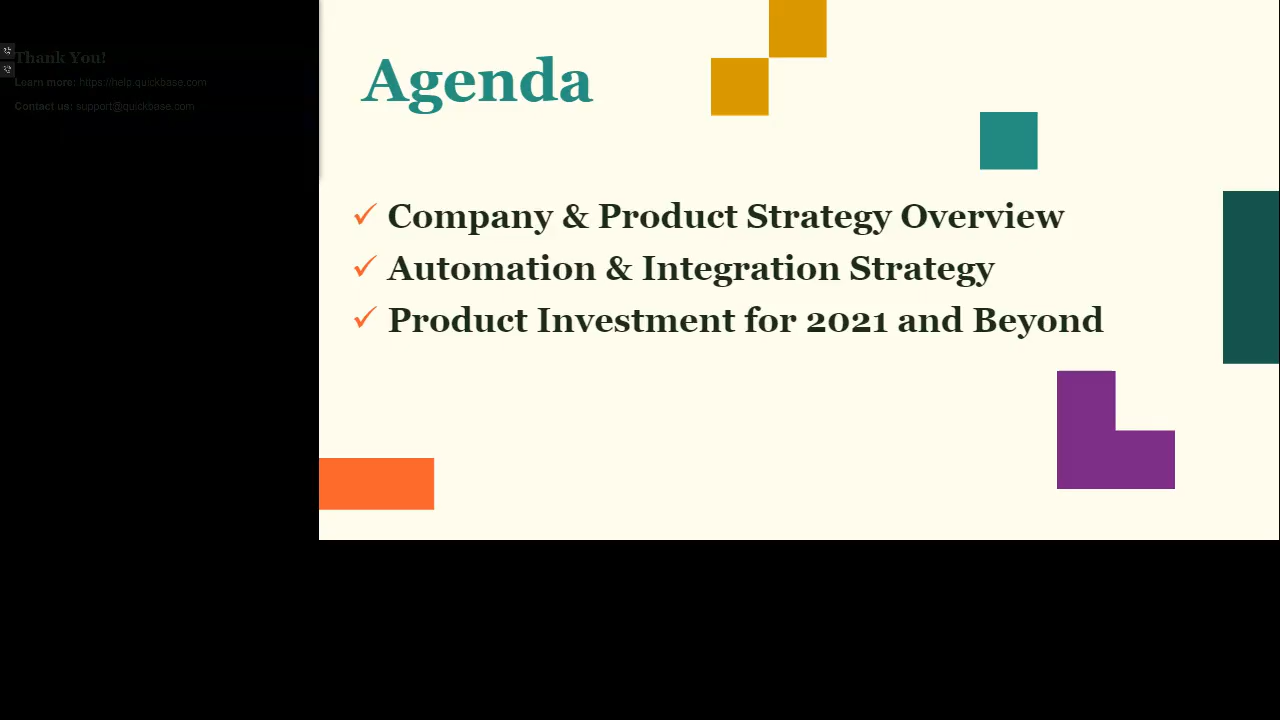 Thank You!
Learn more: https://help.quickbase.com
Contact us: support@quickbase.com
Agenda
✓ Company & Product Strategy Overview
✓ Automation & Integration Strategy
✓ Product Investment for 2021 and Beyond